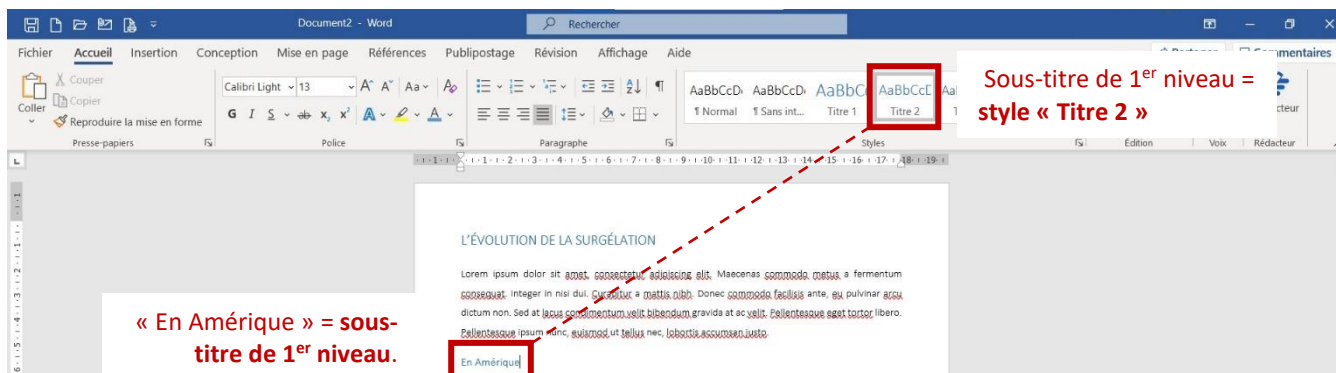 Document2 - Word
Rechercher
Fichier Accueil Insertion Conception Mise en page Références Publipostage Révision Affichage Aide
Couper
Copier
Coller
Reproduire la mise en forme
Calibri Light 13
Aa
G I S ab x₂ x² A A
AaBbCcDc AaBbCcDc AaBbC AaBbCcE
¶ Normal ¶ Sans int... Titre 1 Titre 2
Presse-papiers Police Paragraphe Styles Édition Voix Rédacteur
Sous-titre de 1er niveau =
style « Titre 2 »
L'ÉVOLUTION DE LA SURGÉLATION
Lorem ipsum dolor sit amet, consectetur adipiscing elit. Maecenas commodo metus a fermentum
consequat. Integer in nisi dui. Curabitur a mattis nibh. Donec commodo facilisis ante, eu pulvinar arcu
dictum non. Sed at lacus condimentum velit bibendum gravida at ac velit. Pellentesque eget tortor libero.
Pellentesque ipsum nunc, euismod ut tellus nec, lobortis accumsan justo.
En Amérique
« En Amérique » = sous-
titre de 1er niveau.